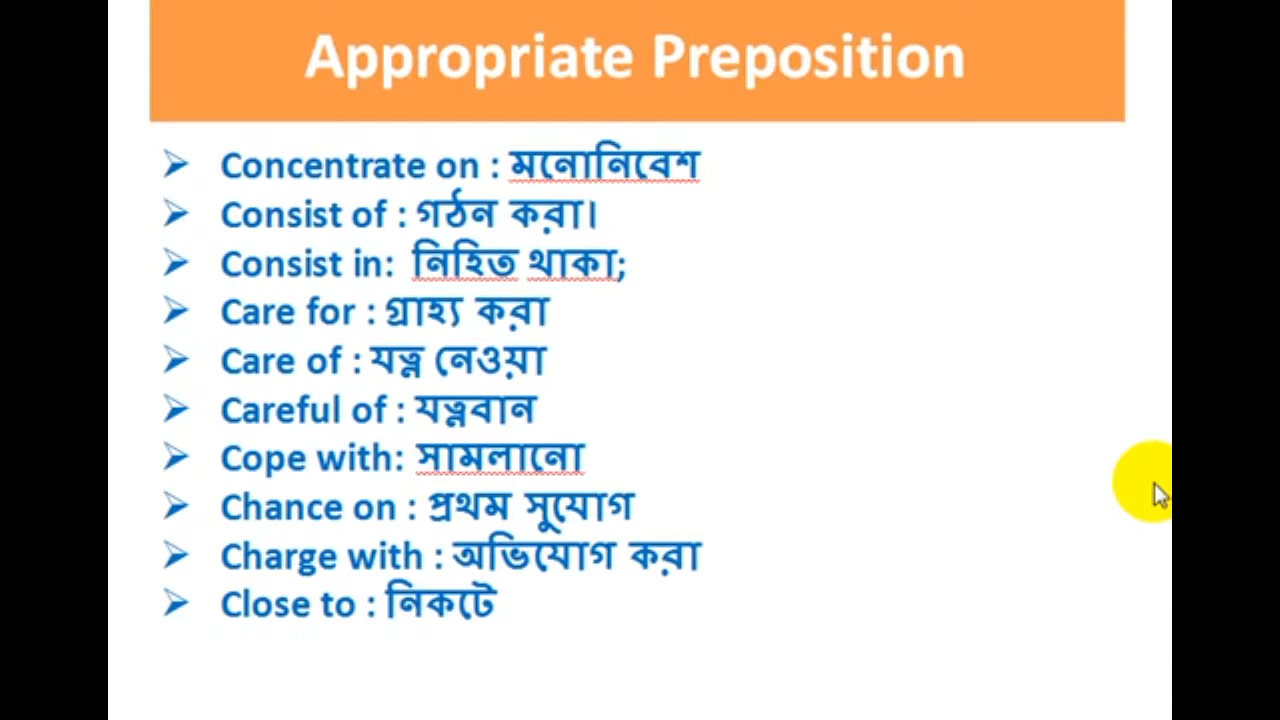 Appropriate Preposition
Concentrate on : মনোনিবেশ
Consist of : গঠন করা।
Consist in: নিহিত থাকা;
Care for : গ্রাহ্য করা
Care of : যত্ন নেওয়া
Careful of : যত্নবান
Cope with: সামলানো
Chance on : প্রথম সুযোগ
Charge with : অভিযোগ করা
Close to : নিকটে